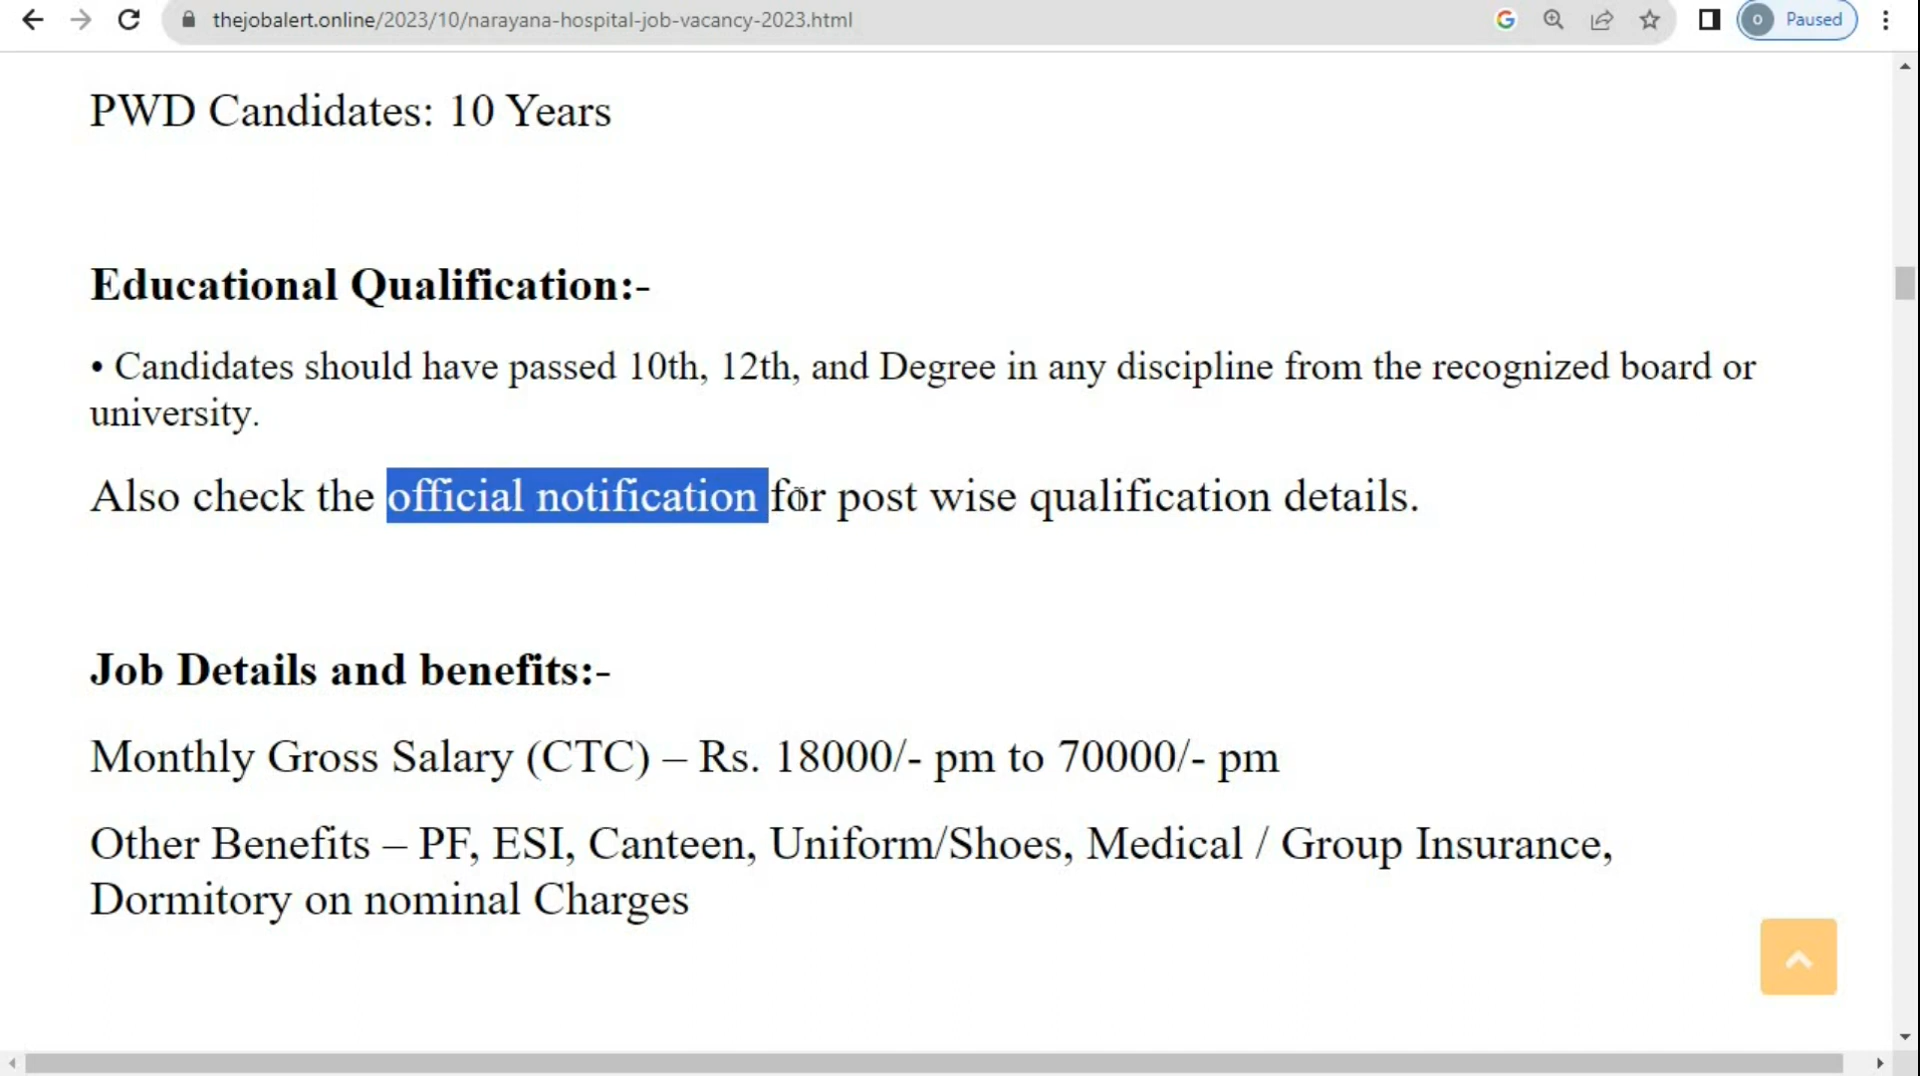 thejobalert.online/2023/10/narayana-hospital-job-vacancy-2023.html
o
Paused
PWD Candidates: 10 Years
Educational Qualification:-
• Candidates should have passed 10th, 12th, and Degree in any discipline from the recognized board or
university.
Also check the official notification for post wise qualification details.
Job Details and benefits:-
Monthly Gross Salary (CTC) – Rs. 18000/- pm to 70000/- pm
Other Benefits – PF, ESI, Canteen, Uniform/Shoes, Medical / Group Insurance,
Dormitory on nominal Charges